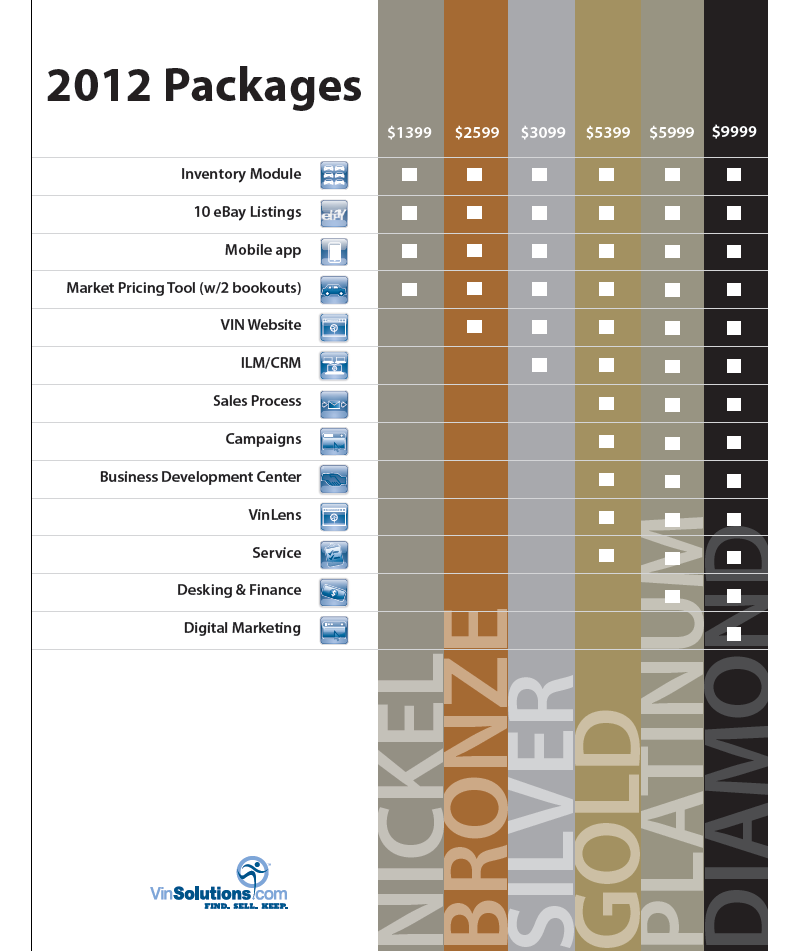 2012 Packages
$1399 $2599 $3099 $5399 $5999 $9999
Inventory Module
10 eBay Listings
ebY
Mobile app
Market Pricing Tool (w/2 bookouts)
VIN Website
ILM/CRM
Sales Process
Campaigns
Business Development Center
VinLens
Service
Desking & Finance
Digital Marketing
NICKEL
BRONZE
SILVER
GOLD
PLATINUM
DIAMOND
VinSolutions.com
FIND. SELL. KEEP.